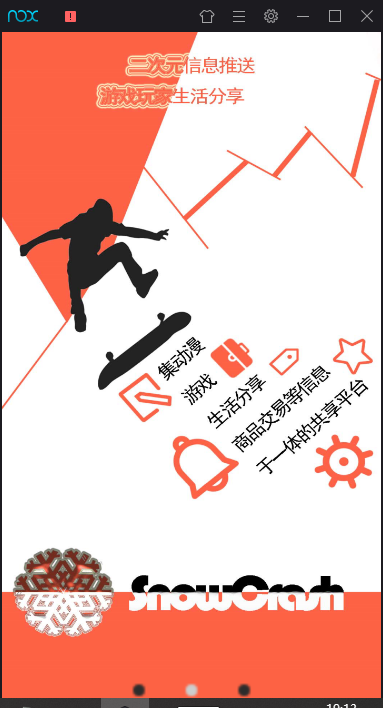 nox
二次元信息推送
游戏玩家生活分享
集动漫
游戏
生活分享
商品交易等信息
于一体的共享平台
SnowCrash
10:12